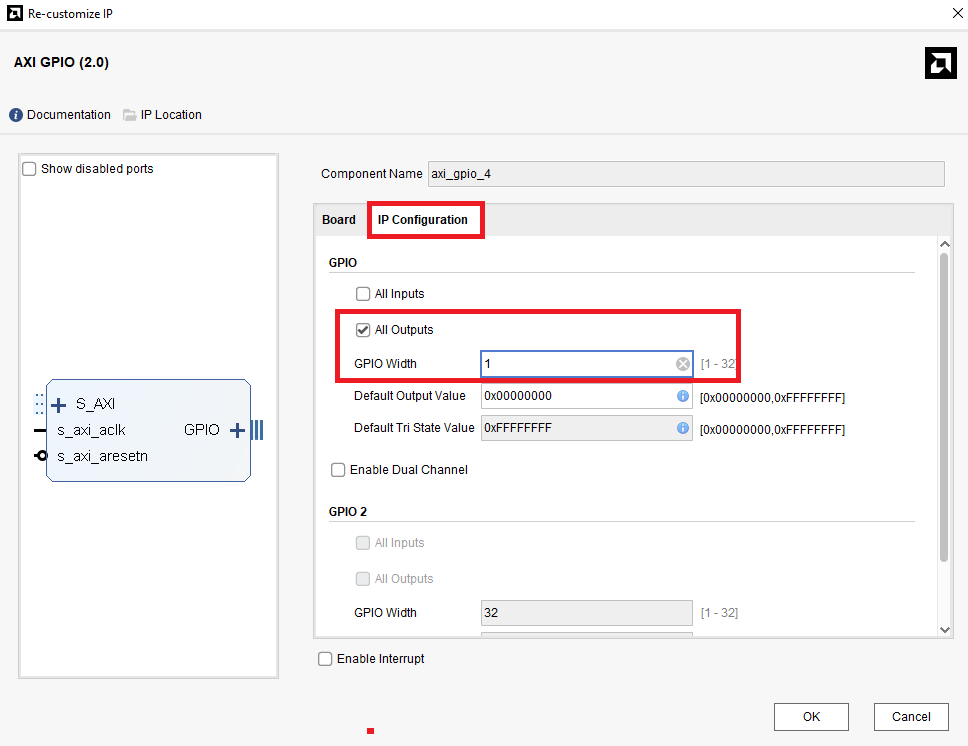 Re-customize IP
AXI GPIO (2.0)
Documentation IP Location
Show disabled ports
S_AXI
s_axi_aclk GPIO
s_axi_aresetn
Component Name axi_gpio_4
Board IP Configuration
GPIO
All Inputs
All Outputs
GPIO Width 1 [1 - 32]
Default Output Value 0x00000000 [0x00000000,0xFFFFFFFF]
Default Tri State Value 0xFFFFFFFF [0x00000000,0xFFFFFFFF]
Enable Dual Channel
GPIO 2
All Inputs
All Outputs
GPIO Width 32 [1 - 32]
Enable Interrupt
OK Cancel